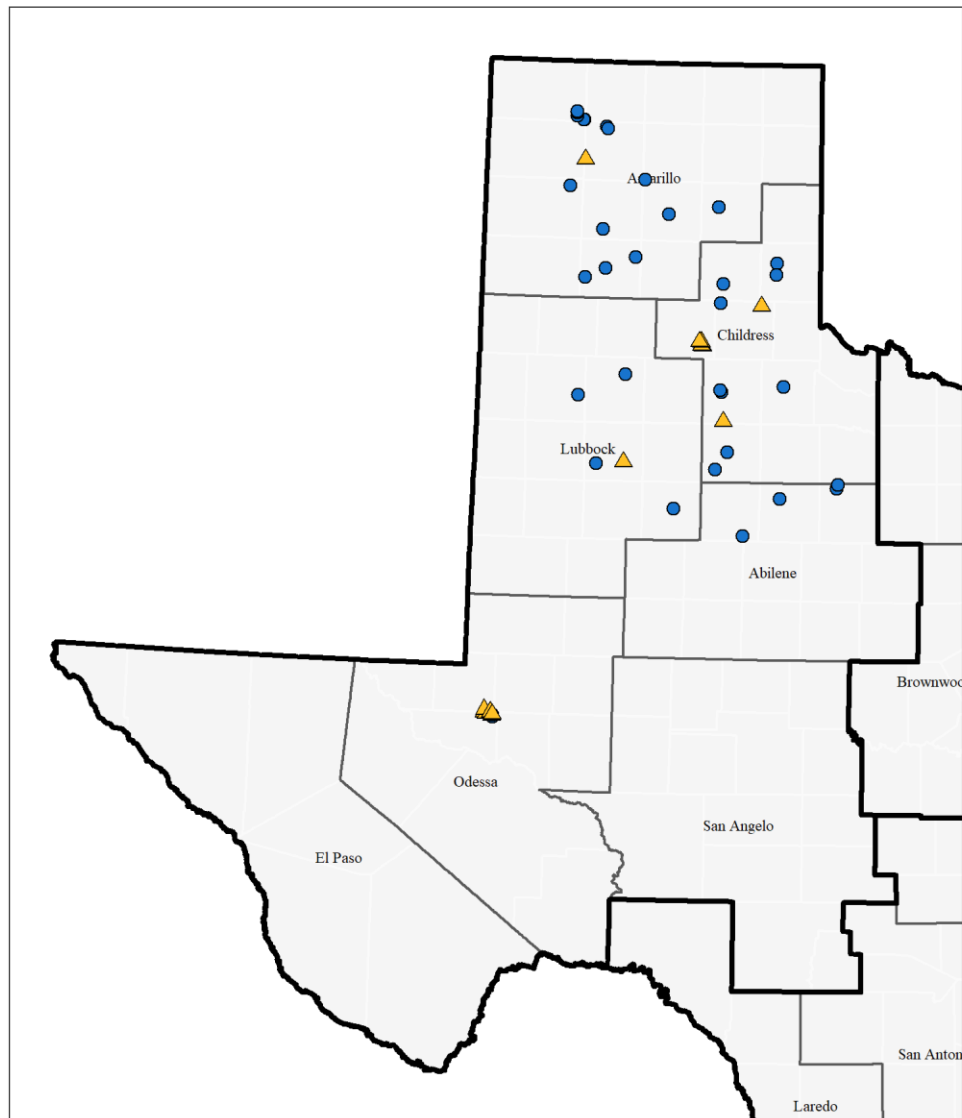 Amarillo
Childress
Lubbock
Abilene
Brownwoo
Odessa
San Angelo
El Paso
San Anton
Laredo